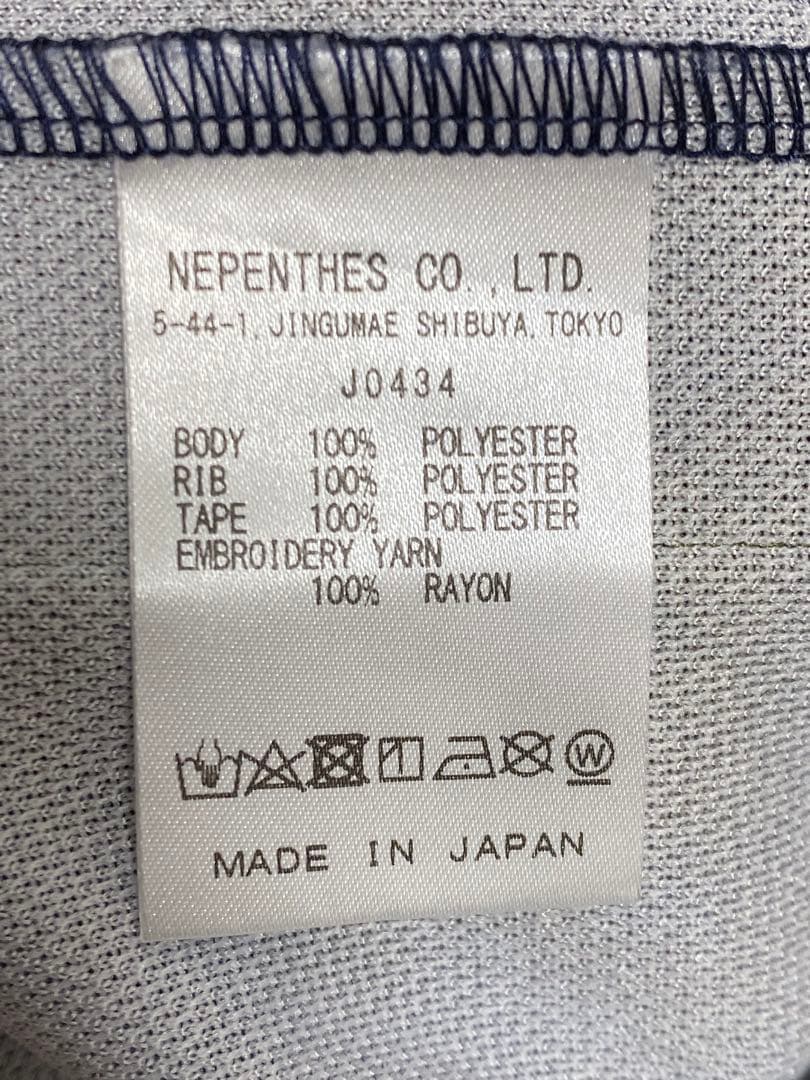 NEPENTHES CO.,LTD.
5-44-1.JINGUMAE SHIBUYA.TOKYO
J0434
BODY 100% POLYESTER
RIB 100% POLYESTER
TAPE 100% POLYESTER
EMBROIDERY YARN
100% RAYON
W
MADE IN JAPAN